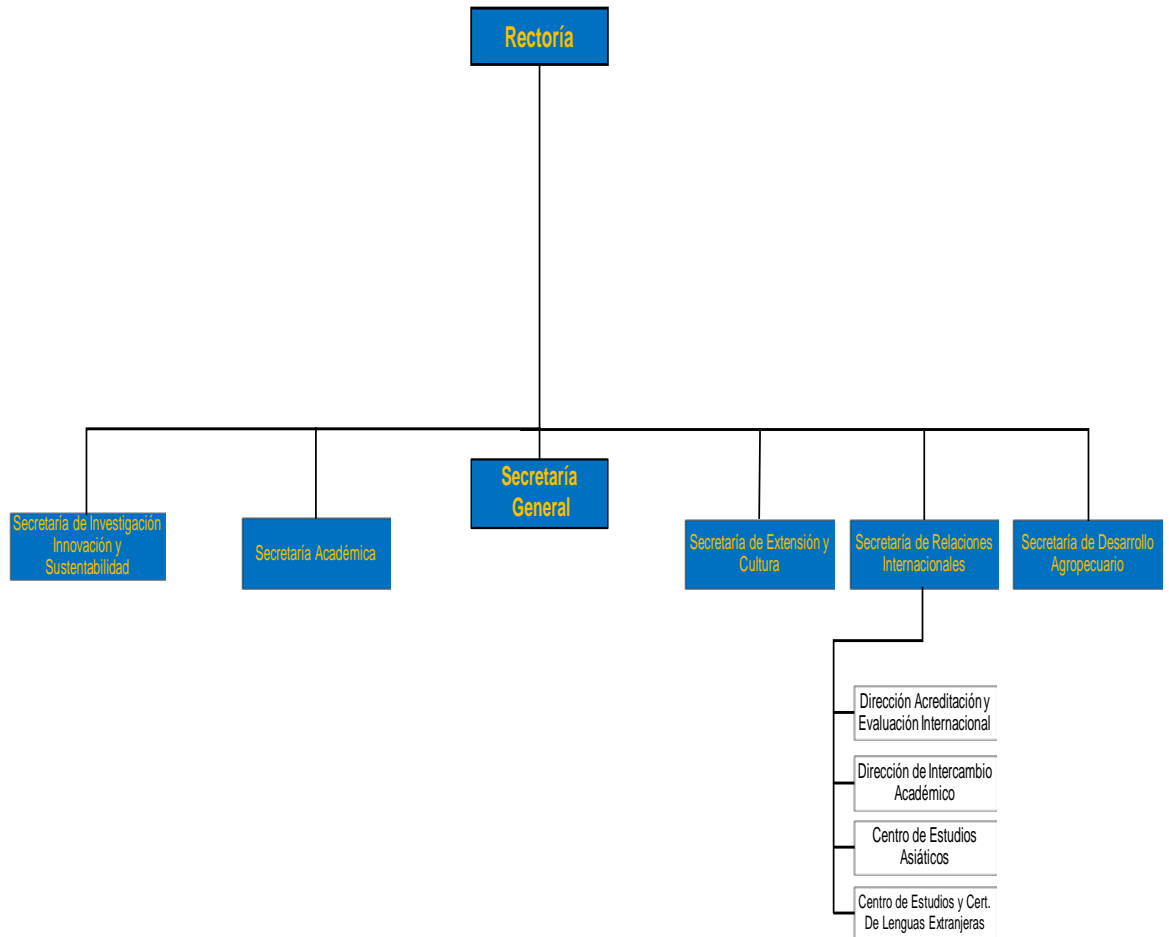 Rectoría
Secretaría
General
Secretaría de Investigación
Innovación y
Sustentabilidad
Secretaría Académica
Secretaría de Extensión y
Cultura
Secretaría de Relaciones
Internacionales
Secretaría de Desarrollo
Agropecuario
Dirección Acreditación y
Evaluación Internacional
Dirección de Intercambio
Académico
Centro de Estudios
Asiáticos
Centro de Estudios y Cert.
De Lenguas Extranjeras